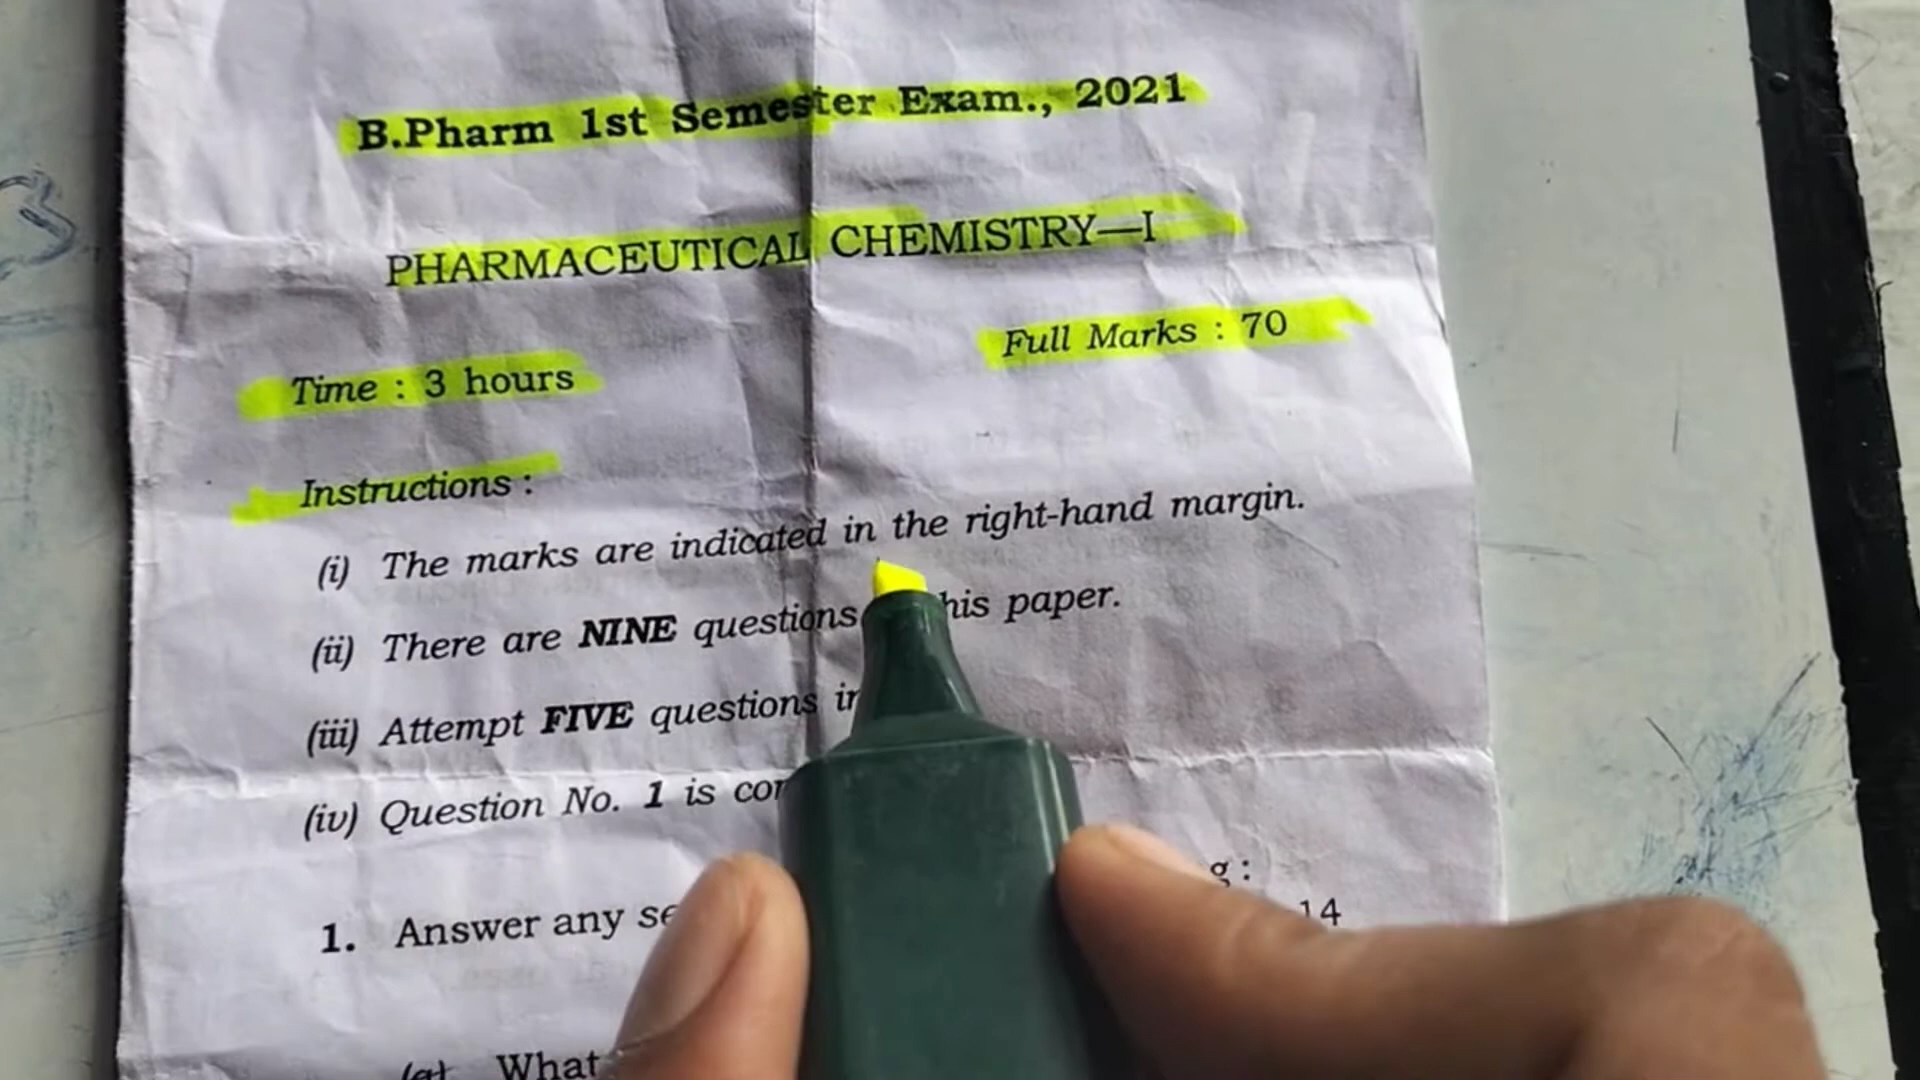 B.Pharm 1st Semester Exam., 2021
PHARMACEUTICAL CHEMISTRY—I
Full Marks : 70
Time : 3 hours
Instructions :
(i) The marks are indicated in the right-hand margin.
(ii) There are NINE questions this paper.
(iii) Attempt FIVE questions
(iv) Question No. 1 is
1. Answer any
14
(a) What